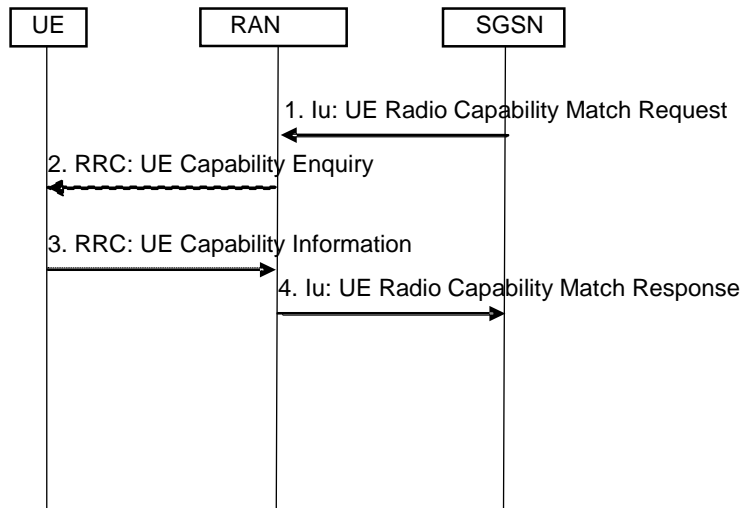 UE
RAN
SGSN
1. Iu: UE Radio Capability Match Request
2. RRC: UE Capability Enquiry
3. RRC: UE Capability Information
4. Iu: UE Radio Capability Match Response